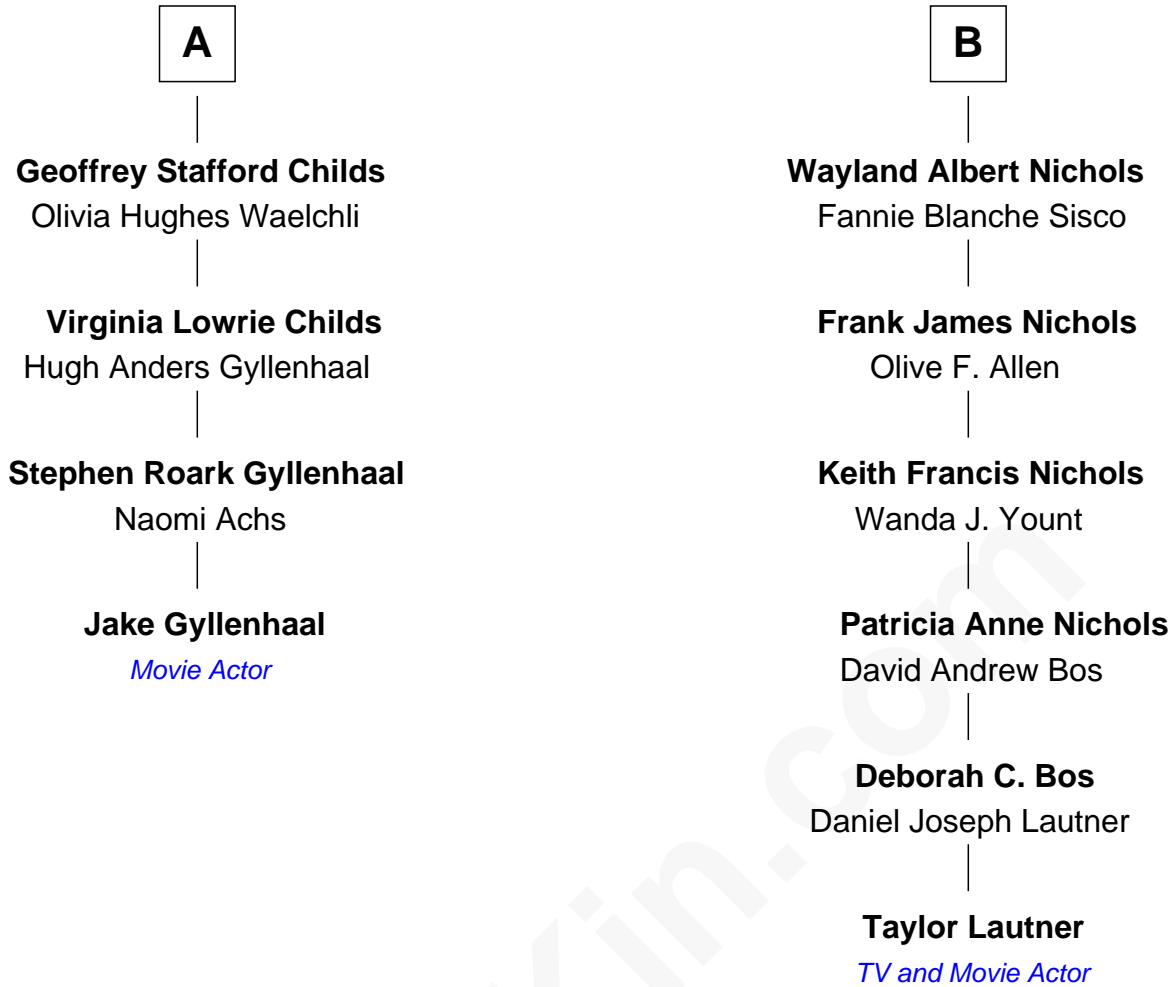 A
Geoffrey Stafford Childs
Olivia Hughes Waelchli
Virginia Lowrie Childs
Hugh Anders Gyllenhaal
Stephen Roark Gyllenhaal
Naomi Achs
Jake Gyllenhaal
Movie Actor
B
Wayland Albert Nichols
Fannie Blanche Sisco
Frank James Nichols
Olive F. Allen
Keith Francis Nichols
Wanda J. Yount
Patricia Anne Nichols
David Andrew Bos
Deborah C. Bos
Daniel Joseph Lautner
Taylor Lautner
TV and Movie Actor